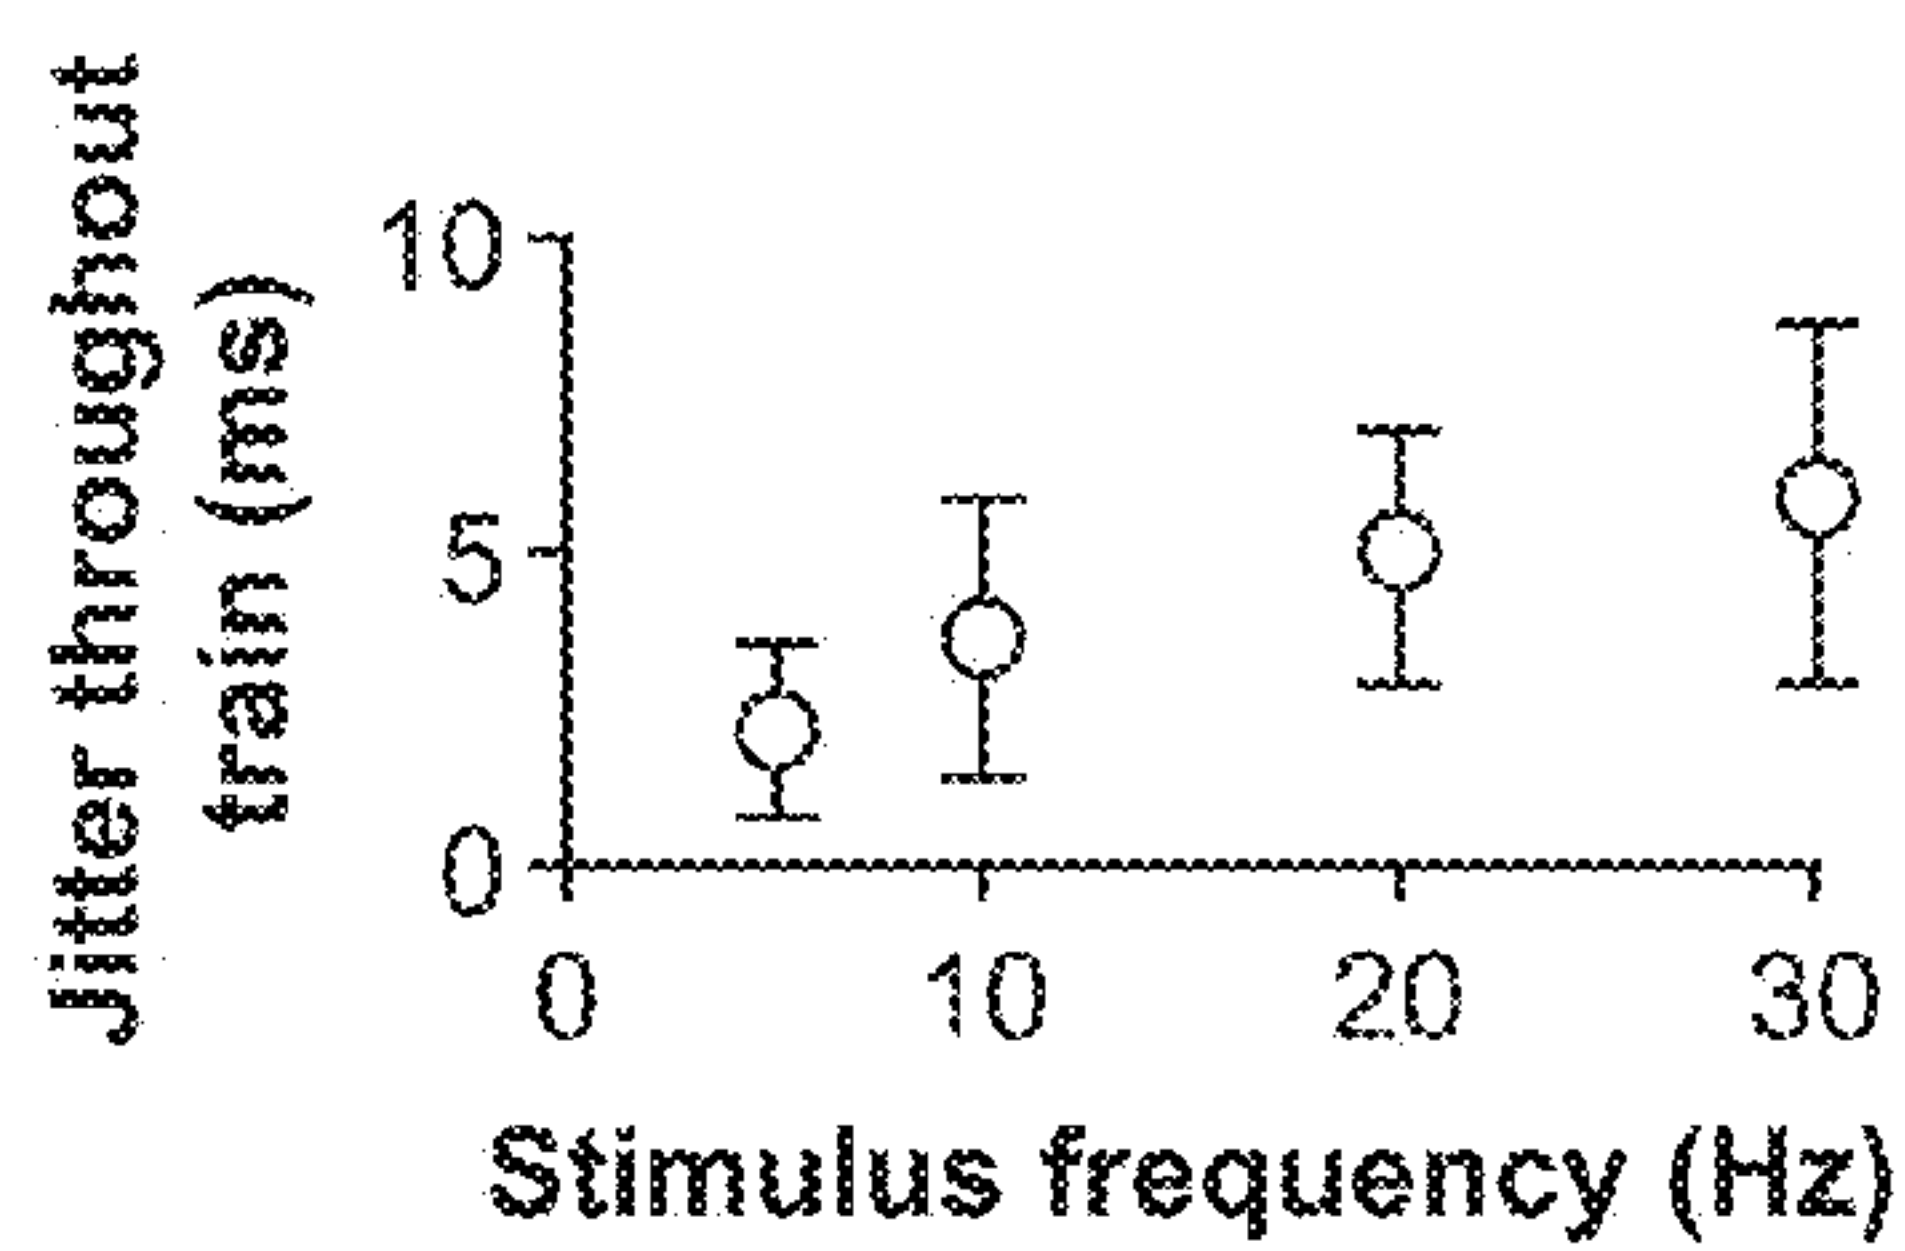 Jitter throughout
train (ms)
10
5
0
0 10 20 30
Stimulus frequency (Hz)